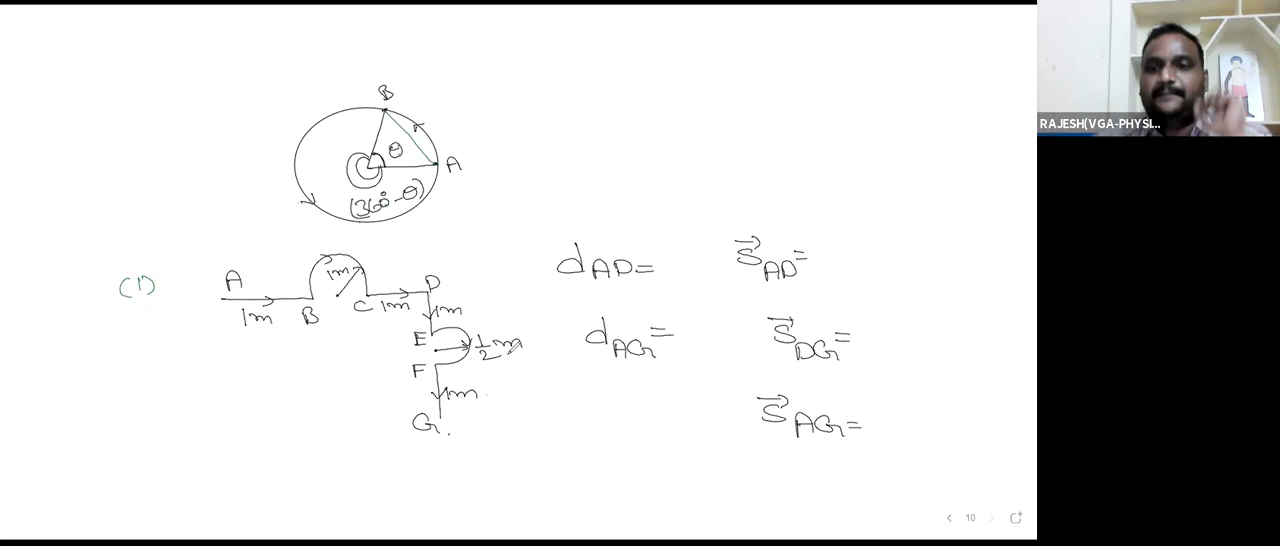 B
θ
A
(360°-θ)
(1)
A
1m
B
1m
C
1m
D
1m
E
1/2 m
F
1m
G.
d_AD=
S⃗_AD=
d_AG=
S⃗_DG=
S⃗_AG=
RAJESH(VGA-PHYSI...
10